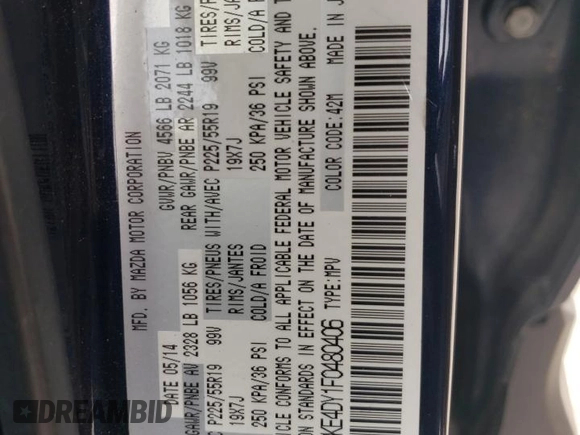 MFD. BY MAZDA MOTOR CORPORATION
DATE 05/14 GVWR/PNBV 4566 LB 2071 KG
GAWR/PNBE AV 2328 LB 1056 KG REAR GAWR/PNBE AR 2244 LB 1018 KG
P225/55R19 99V TIRES/PNEUS WITH/AVEC P225/55R19 99V TIRES/
19X7J RIMS/JANTES 19X7J RIMS/JA
250 KPA/36 PSI COLD/A FROID 250 KPA/36 PSI COLD/A
CONFORMS TO ALL APPLICABLE FEDERAL MOTOR VEHICLE SAFETY AND
STANDARDS IN EFFECT ON THE DATE OF MANUFACTURE SHOWN ABOVE.
KE4DY1F0480406 TYPE:MPV COLOR CODE:42M MADE IN J
AUTOBIDMASTER